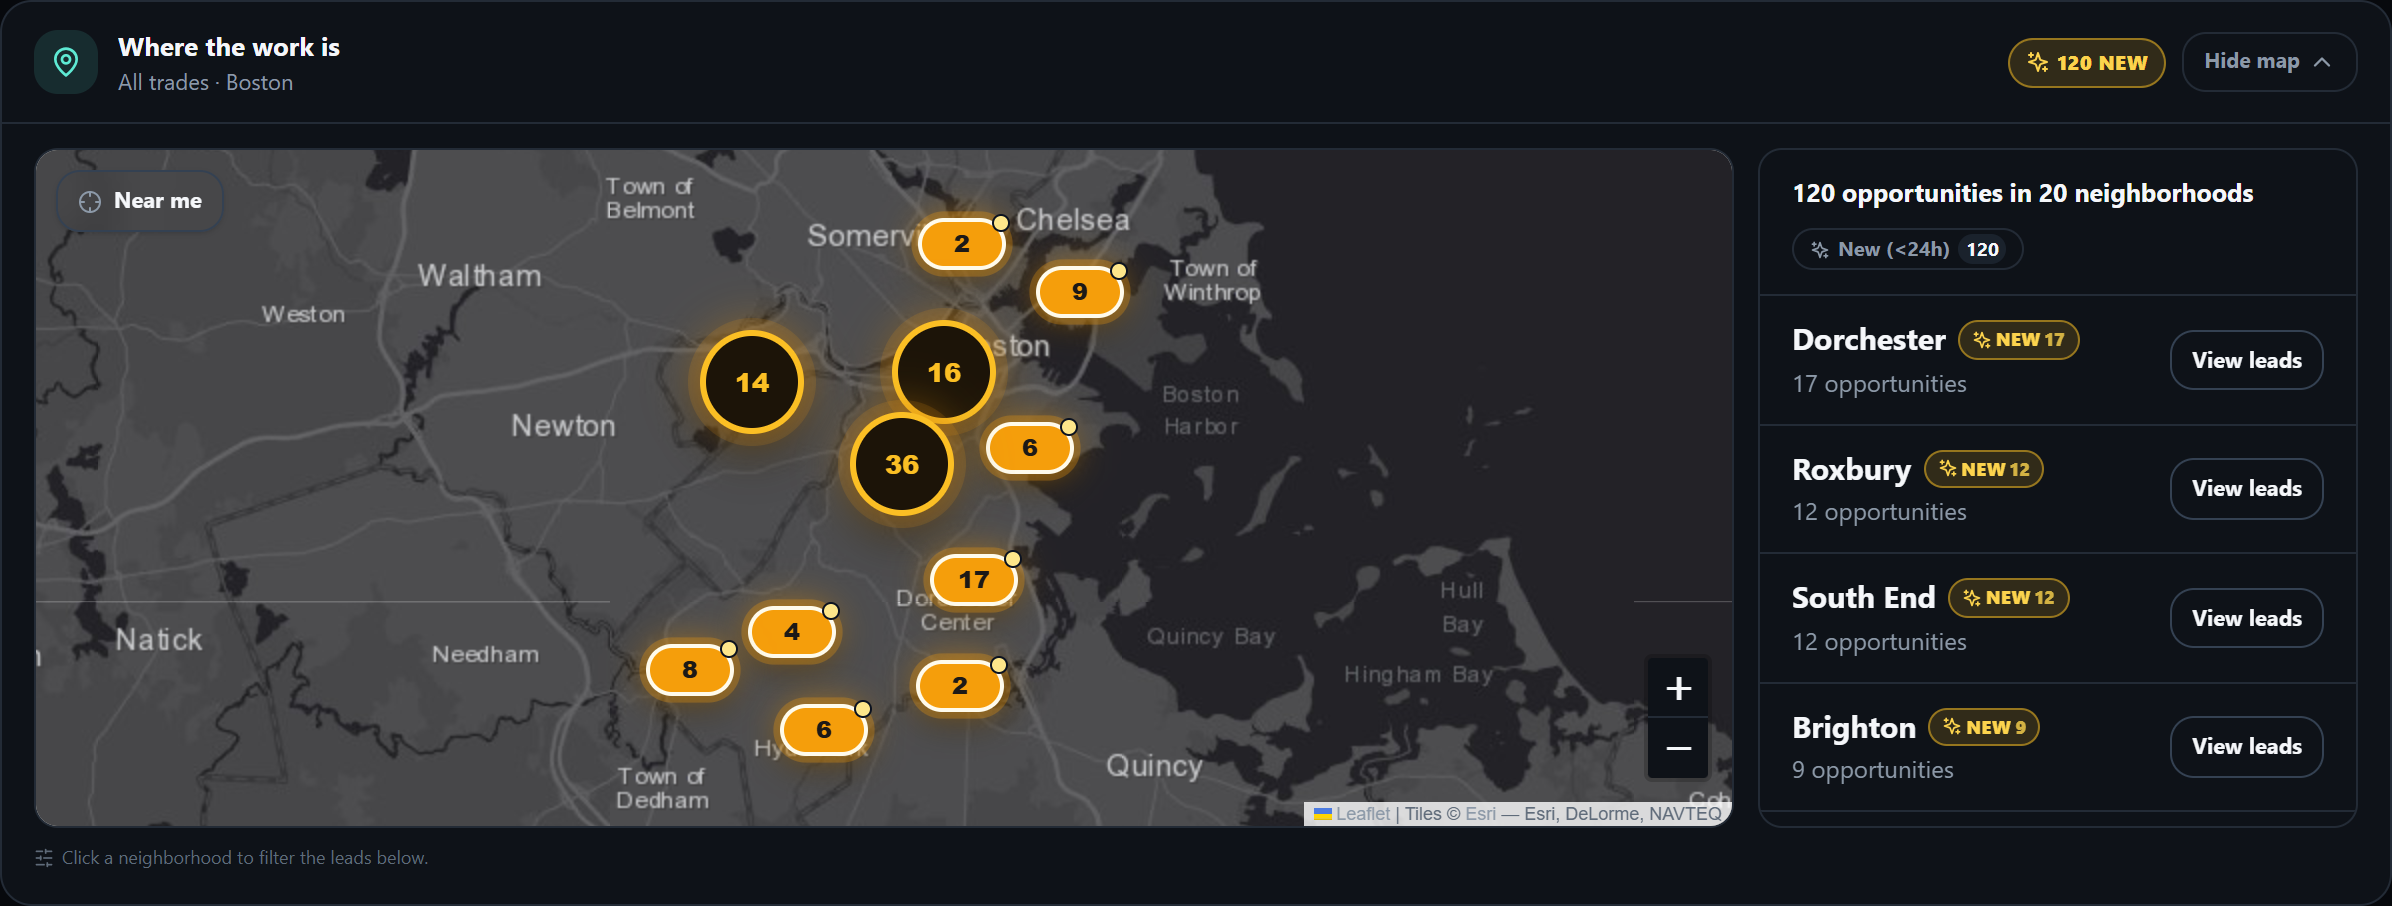 Where the work is
All trades · Boston
120 NEW
Hide map
Near me
Town of
Belmont
Chelsea
2
Waltham
Town of
Winthrop
9
Weston
14
16
Boston
Harbor
Newton
6
36
17
Center
Hull
Bay
Natick
4
Quincy Bay
Needham
8
2
Hingham Bay
6
Town of
Dedham
Quincy
+
−
Leaflet | Tiles © Esri — Esri, DeLorme, NAVTEQ
120 opportunities in 20 neighborhoods
New (<24h) 120
Dorchester NEW 17
17 opportunities
View leads
Roxbury NEW 12
12 opportunities
View leads
South End NEW 12
12 opportunities
View leads
Brighton NEW 9
9 opportunities
View leads
Click a neighborhood to filter the leads below.